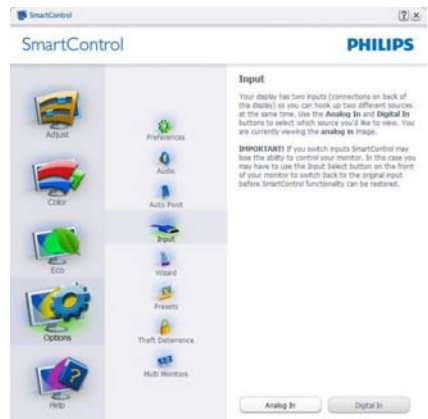 SmartControl
SmartControl
PHILIPS
Adjust
Color
Eco
Options
Help
Preferences
Audio
Auto Pivot
Input
Wizard
Presets
Theft Deterrence
Multi Monitors
Input
Your display has two inputs (connections on back of
the display) so you can hook up two different sources
at the same time. Use the Analog In and Digital In
buttons to select which source you'd like to view. You
are currently viewing the analog in image.
IMPORTANT! If you switch inputs SmartControl may
lose the ability to control your monitor. In this case you
may have to use the Input Select button on the front
of your monitor to switch back to the original input
before SmartControl functionality can be restored.
Analog In
Digital In